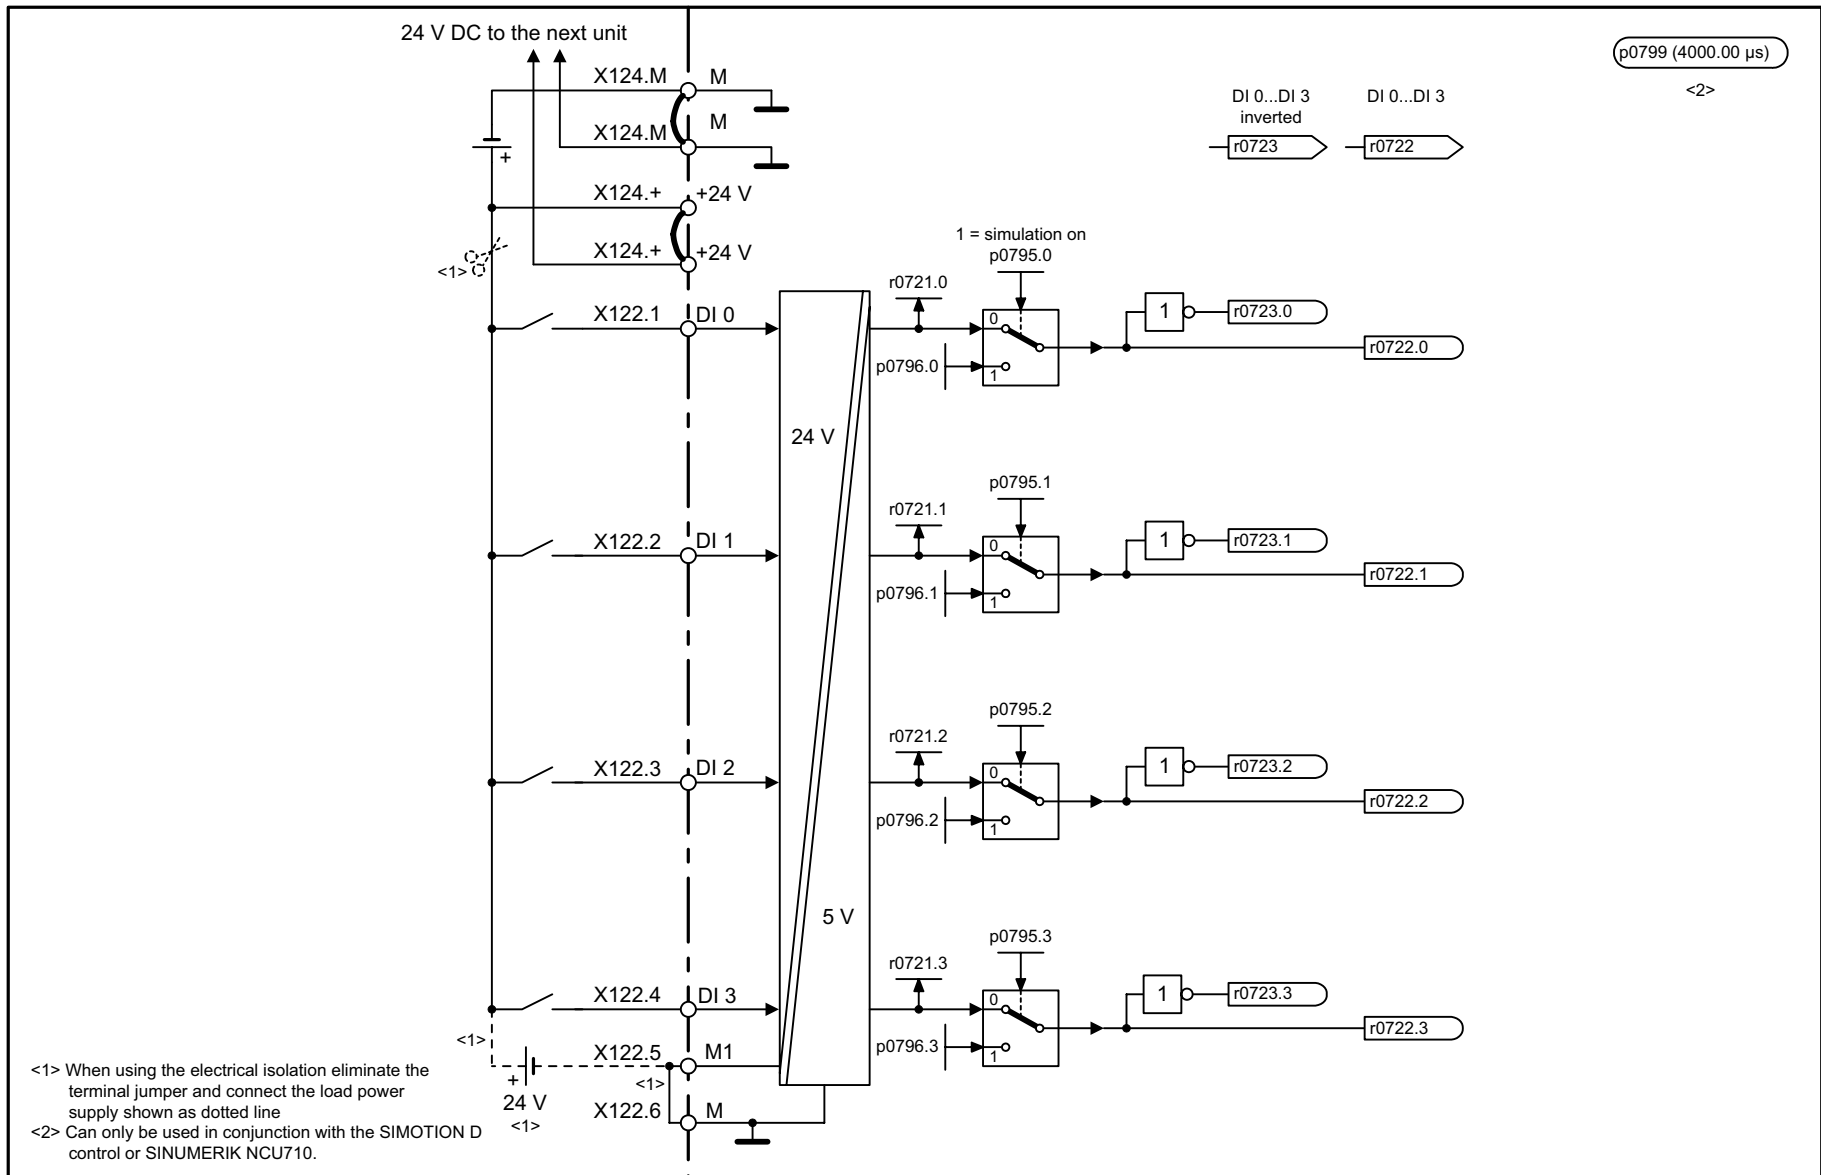 24 V DC to the next unit
p0799 (4000.00 µs)
<2>
X124.M
M
DI 0...DI 3
inverted
DI 0...DI 3
X124.M
M
r0723
r0722
+
X124.+
+24 V
X124.+
+24 V
<1>
1 = simulation on
p0795.0
r0721.0
X122.1
DI 0
0
1
r0723.0
r0722.0
p0796.0
1
24 V
p0795.1
r0721.1
X122.2
DI 1
0
1
r0723.1
r0722.1
p0796.1
1
p0795.2
r0721.2
X122.3
DI 2
0
1
r0723.2
r0722.2
p0796.2
1
5 V
p0795.3
r0721.3
X122.4
DI 3
0
1
r0723.3
r0722.3
p0796.3
1
<1>
X122.5
M1
+
24 V
<1>
<1>
X122.6
M
<1> When using the electrical isolation eliminate the
terminal jumper and connect the load power
supply shown as dotted line
<2> Can only be used in conjunction with the SIMOTION D
control or SINUMERIK NCU710.